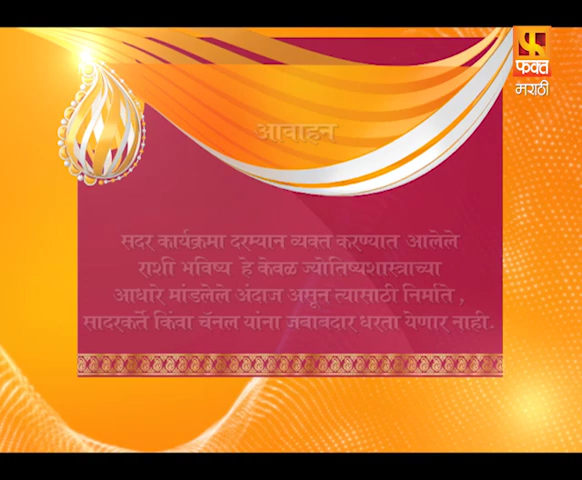 फक्त
मराठी
आवाहन
सदर कार्यक्रमा दरम्यान व्यक्त करण्यात आलेले
राशी भविष्य हे केवळ ज्योतिष्यशास्त्राच्या
आधारे मांडलेले अंदाज असून त्यासाठी निर्माते ,
सादरकर्ते किंवा चॅनल यांना जबाबदार धरता येणार नाही.